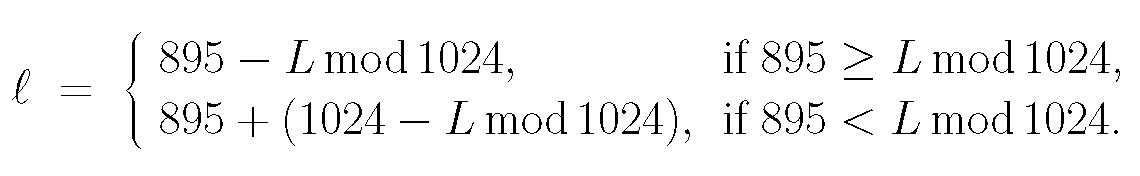 ℓ = { 895 − L mod 1024, if 895 ≥ L mod 1024,
895 + (1024 − L mod 1024), if 895 < L mod 1024.